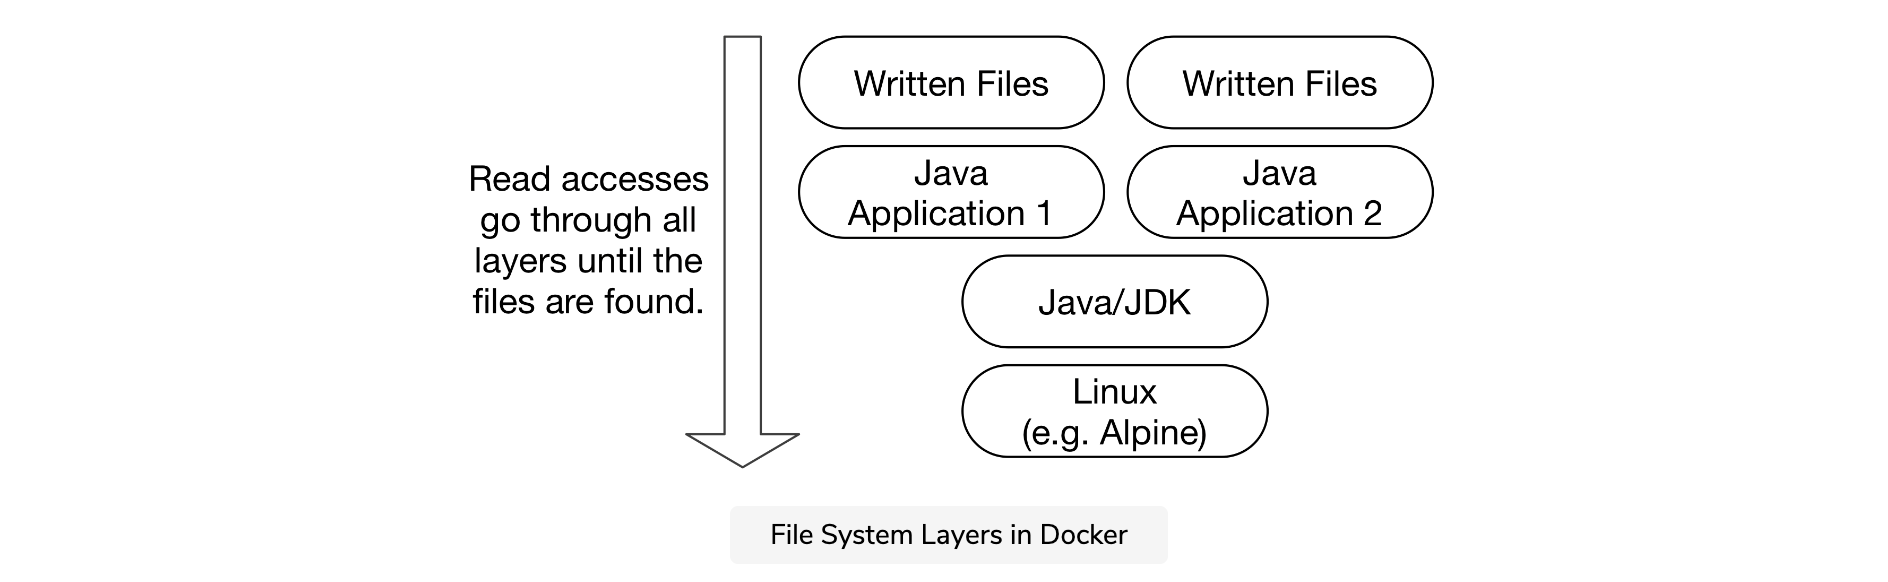 Read accesses
go through all
layers until the
files are found.
Written Files
Written Files
Java
Application 1
Java
Application 2
Java/JDK
Linux
(e.g. Alpine)
File System Layers in Docker